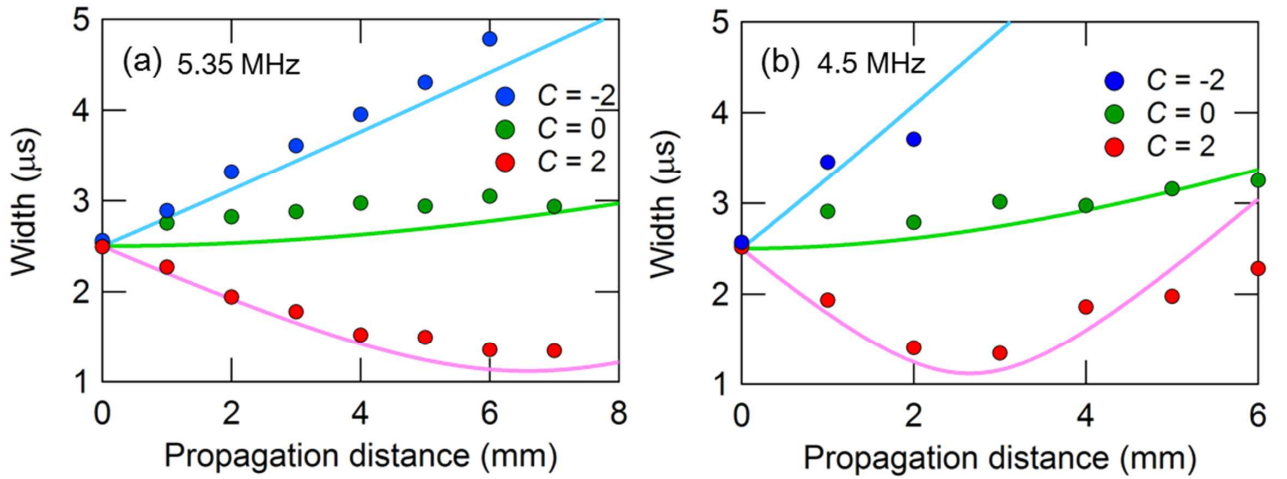 (a) 5.35 MHz
C = -2
C = 0
C = 2
5
4
3
2
1
0
2
4
6
8
Width (μs)
Propagation distance (mm)
(b) 4.5 MHz
C = -2
C = 0
C = 2
5
4
3
2
1
0
2
4
6
Width (μs)
Propagation distance (mm)